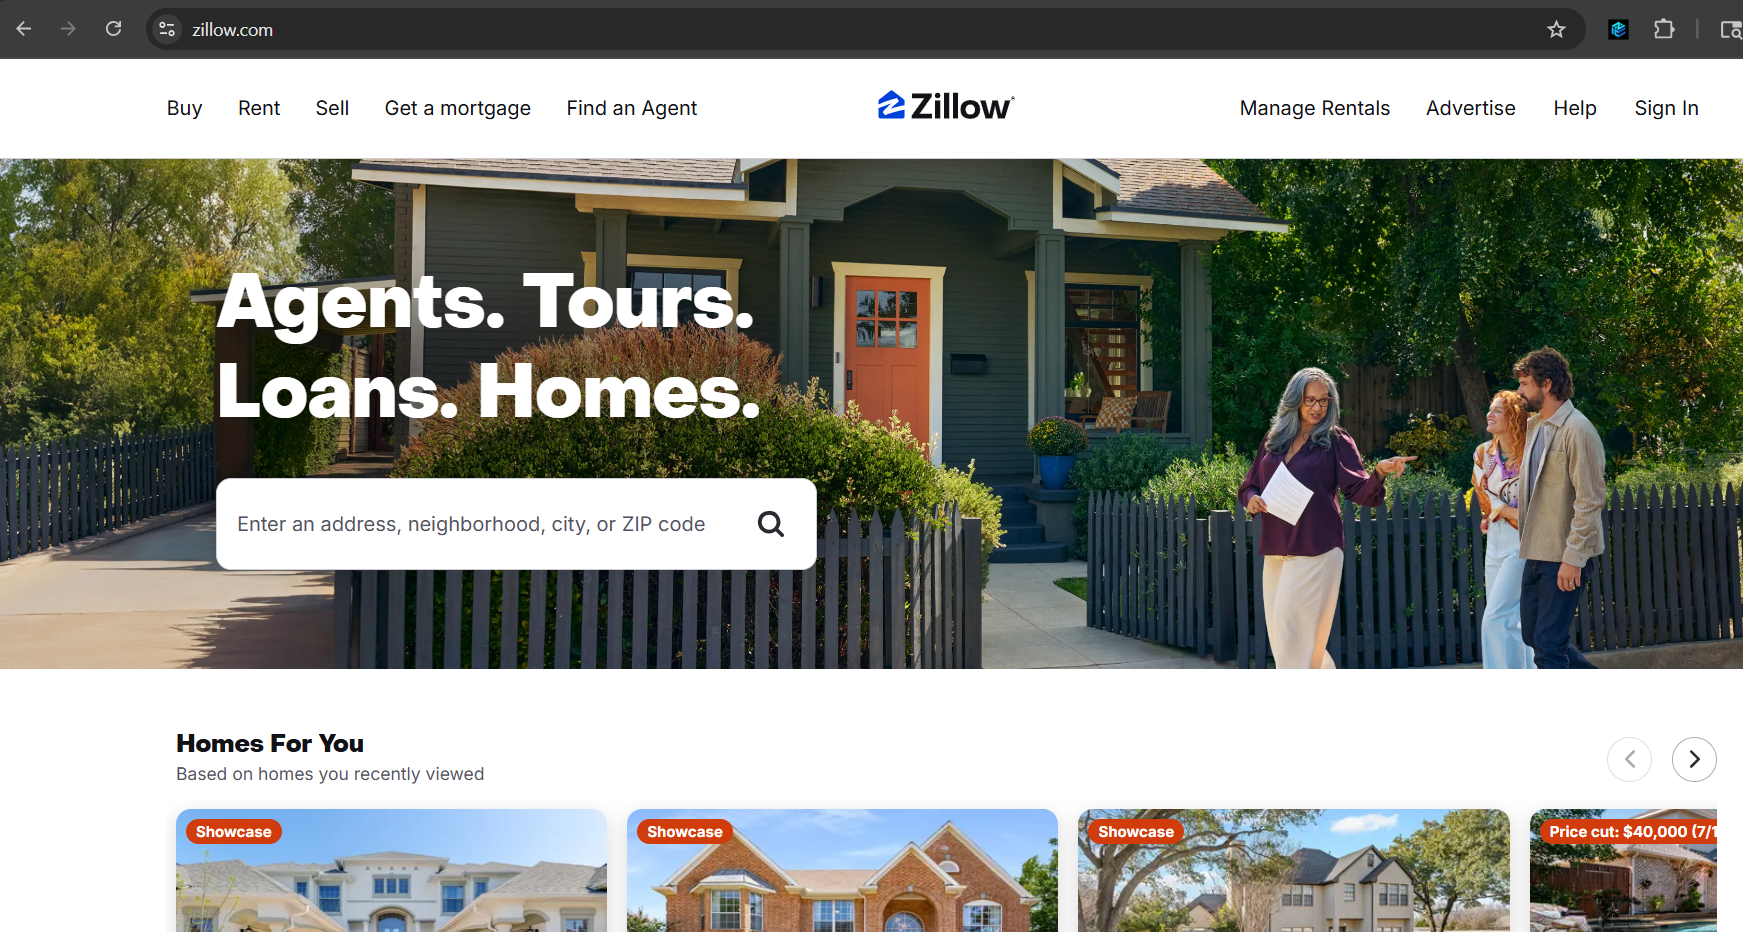 zillow.com
Buy Rent Sell Get a mortgage Find an Agent Zillow Manage Rentals Advertise Help Sign In
Agents. Tours.
Loans. Homes.
Enter an address, neighborhood, city, or ZIP code
Homes For You
Based on homes you recently viewed
Showcase Showcase Showcase Price cut: $40,000 (7/1